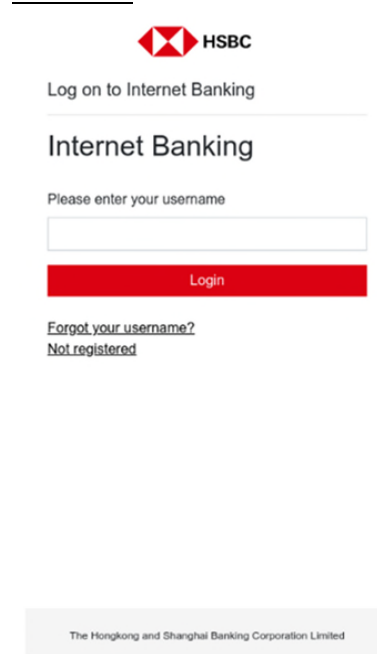 HSBC
Log on to Internet Banking
Internet Banking
Please enter your username
Login
Forgot your username?
Not registered
The Hongkong and Shanghai Banking Corporation Limited